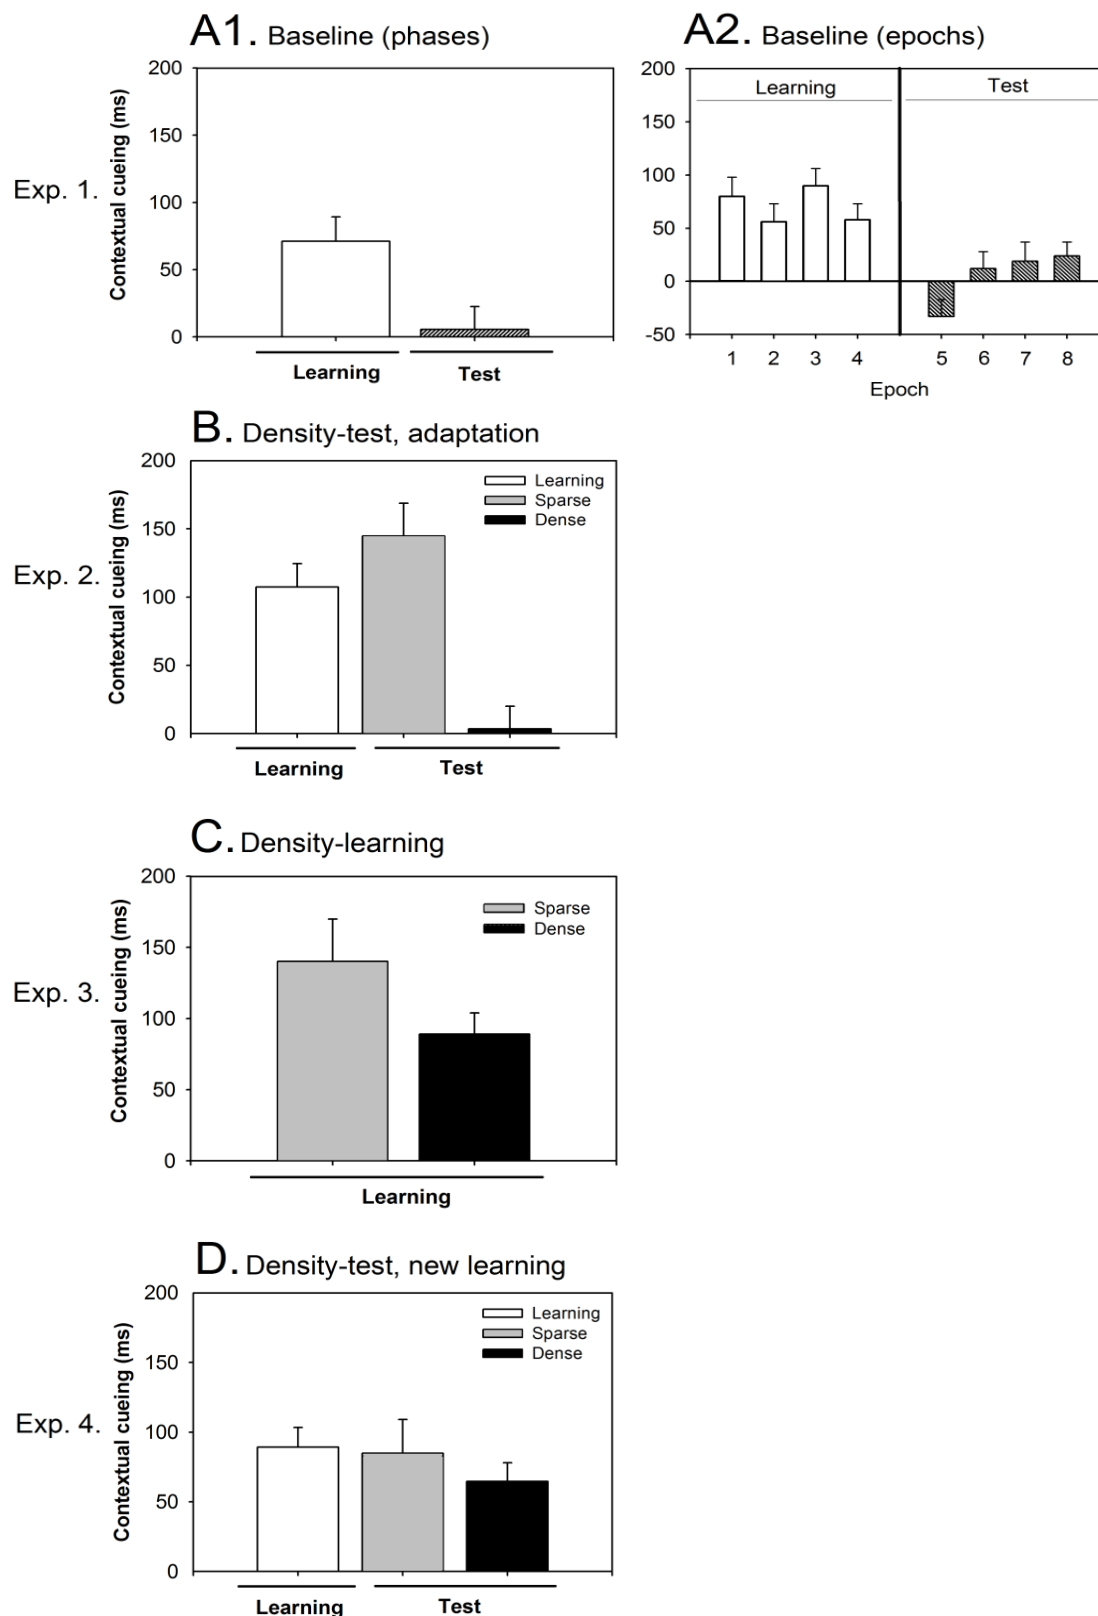 A1. Baseline (phases)
A2. Baseline (epochs)
Exp. 1.
Contextual cueing (ms)
200
150
100
50
0
Learning
Test
200
150
100
50
0
-50
Learning
Test
1 2 3 4 5 6 7 8
Epoch
B. Density-test, adaptation
Exp. 2.
Contextual cueing (ms)
200
150
100
50
0
Learning
Sparse
Dense
Learning
Test
C. Density-learning
Exp. 3.
Contextual cueing (ms)
200
150
100
50
0
Sparse
Dense
Learning
D. Density-test, new learning
Exp. 4.
Contextual cueing (ms)
200
150
100
50
0
Learning
Sparse
Dense
Learning
Test